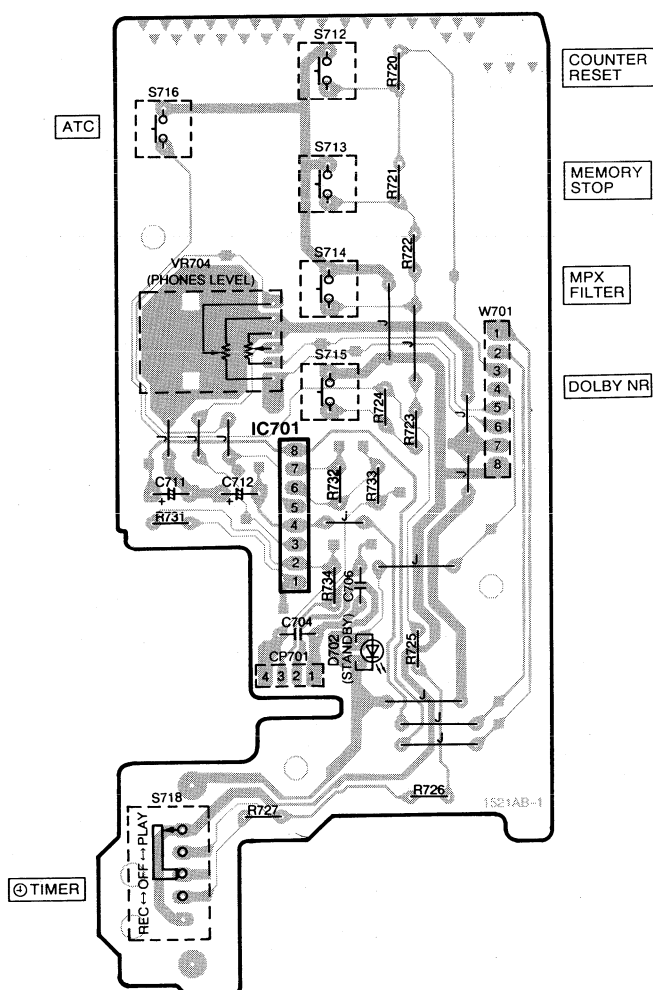 S712
COUNTER
RESET
R720
S716
ATC
S713
R721
MEMORY
STOP
R722
VR704
(PHONES LEVEL)
S714
MPX
FILTER
W701
1
2
3
4
5
6
7
8
J
J
J
S715
DOLBY NR
R724
R723
IC701
8
7
6
5
4
3
2
1
J
J
J
J
C711
+
C712
+
R731
R732
R733
J
J
R734
C706
C704
CP701
4 3 2 1
D702
(STANDBY)
R725
J
J
J
R726
1521AB-1
R727
S718
REC ↔ OFF ↔ PLAY
TIMER